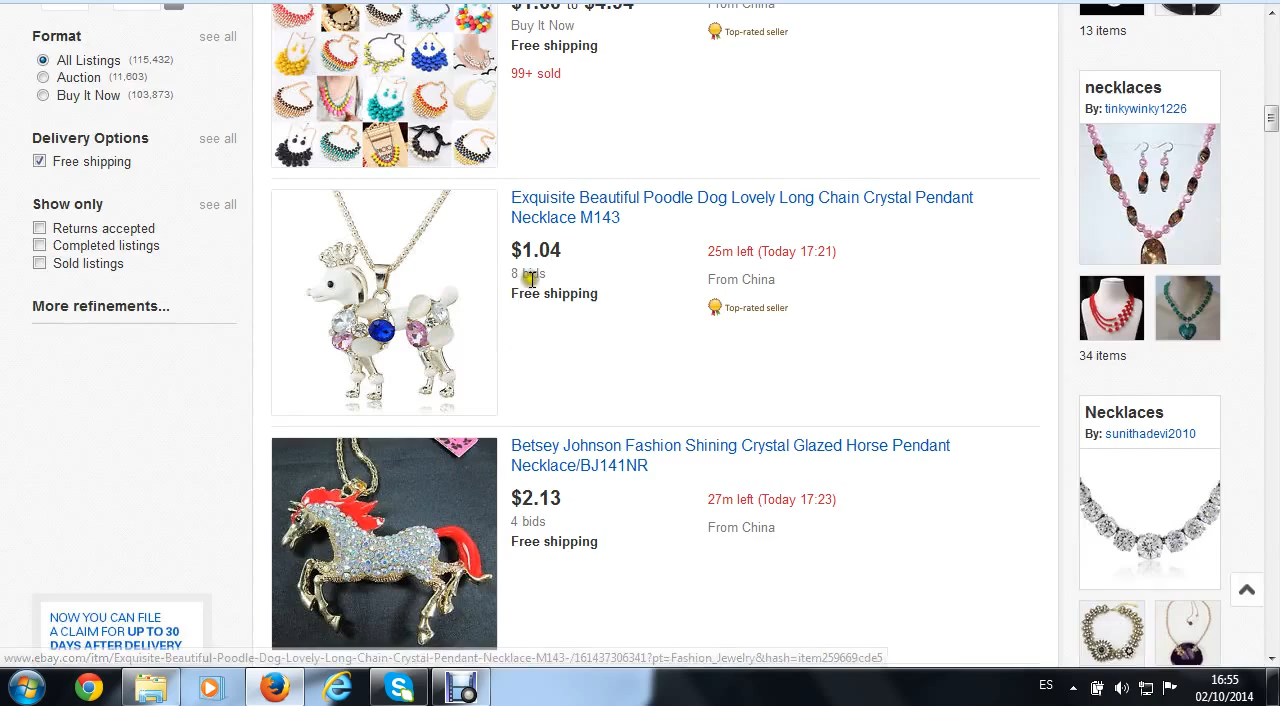 Format see all
All Listings (115,432)
Auction (11,603)
Buy It Now (103,873)
Delivery Options see all
Free shipping
Show only see all
Returns accepted
Completed listings
Sold listings
More refinements...
NOW YOU CAN FILE
A CLAIM FOR UP TO 30
DAYS AFTER DELIVERY
From China
Buy It Now
Top-rated seller
Free shipping
99+ sold
Exquisite Beautiful Poodle Dog Lovely Long Chain Crystal Pendant
Necklace M143
$1.04 25m left (Today 17:21)
8 bids From China
Free shipping
Top-rated seller
Betsey Johnson Fashion Shining Crystal Glazed Horse Pendant
Necklace/BJ141NR
$2.13 27m left (Today 17:23)
4 bids From China
Free shipping
13 items
necklaces
By: tinkywinky1226
34 items
Necklaces
By: sunithadevi2010
www.ebay.com/itm/Exquisite-Beautiful-Poodle-Dog-Lovely-Long-Chain-Crystal-Pendant-Necklace-M143-/161437306341?pt=Fashion_Jewelry&hash=item259669cde5
ES 16:55
02/10/2014